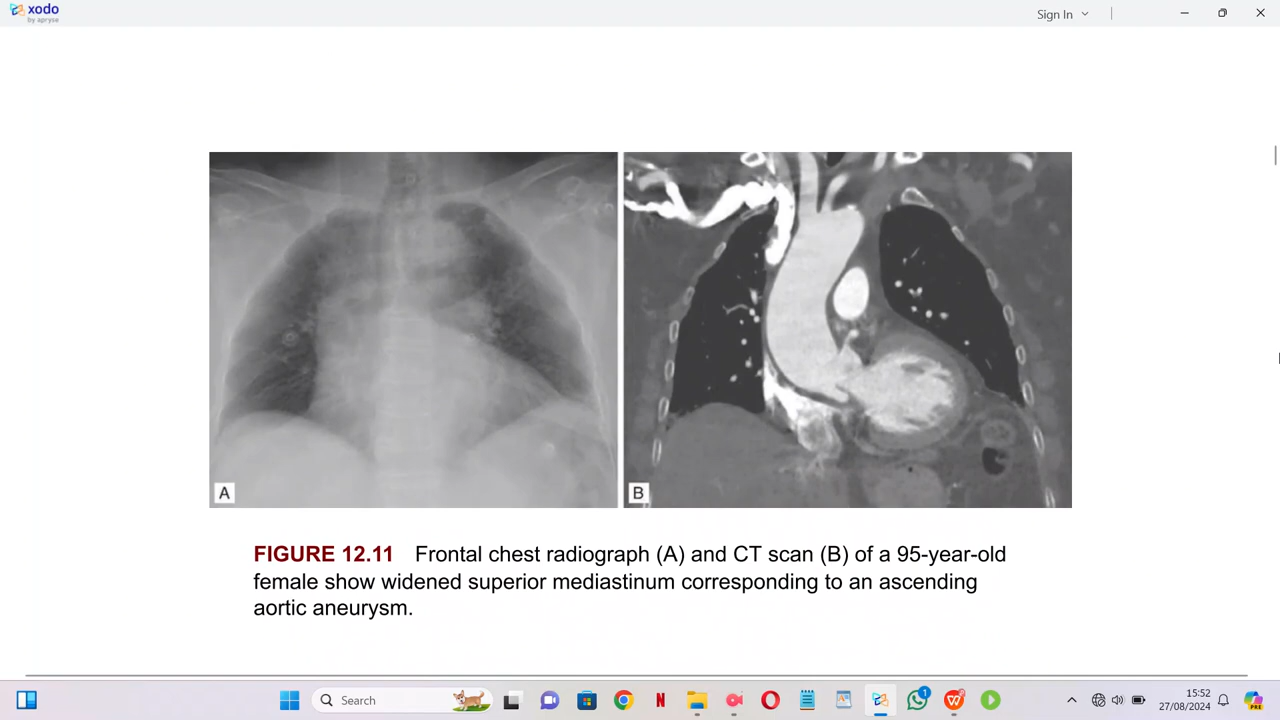 xodo
by apryse
Sign In
A
B
FIGURE 12.11 Frontal chest radiograph (A) and CT scan (B) of a 95-year-old
female show widened superior mediastinum corresponding to an ascending
aortic aneurysm.
Search
1
15:52
27/08/2024